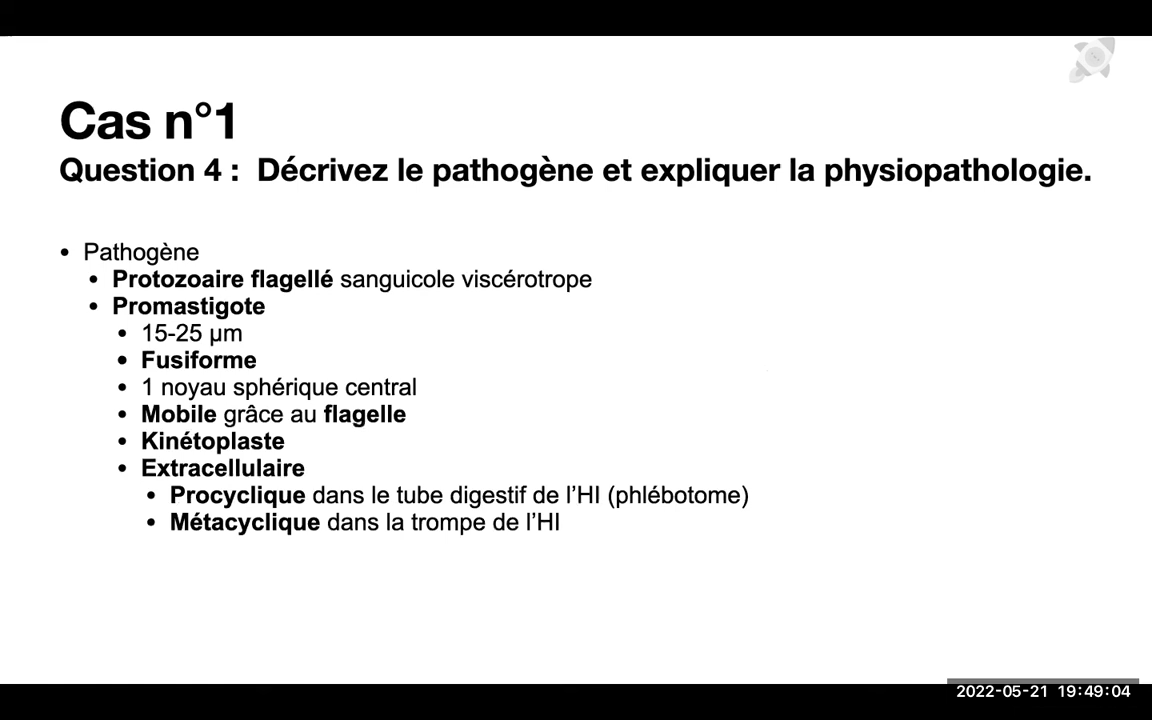 Cas n°1
Question 4 : Décrivez le pathogène et expliquer la physiopathologie.
• Pathogène
• Protozoaire flagellé sanguicole viscérotrope
• Promastigote
• 15-25 µm
• Fusiforme
• 1 noyau sphérique central
• Mobile grâce au flagelle
• Kinétoplaste
• Extracellulaire
• Procyclique dans le tube digestif de l’HI (phlébotome)
• Métacyclique dans la trompe de l’HI
2022-05-21 19:49:04